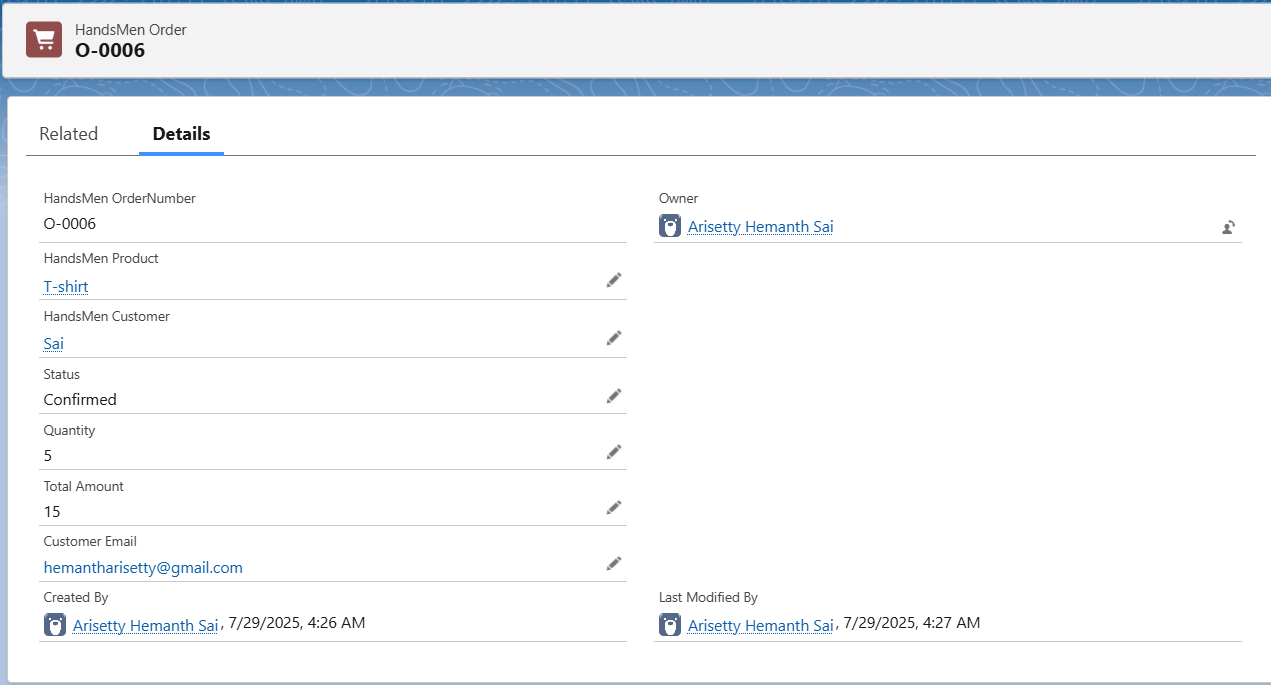 HandsMen Order
O-0006
Related
Details
HandsMen OrderNumber
O-0006
Owner
Arisetty Hemanth Sai
HandsMen Product
T-shirt
HandsMen Customer
Sai
Status
Confirmed
Quantity
5
Total Amount
15
Customer Email
hemantharisetty@gmail.com
Created By
Arisetty Hemanth Sai, 7/29/2025, 4:26 AM
Last Modified By
Arisetty Hemanth Sai, 7/29/2025, 4:27 AM